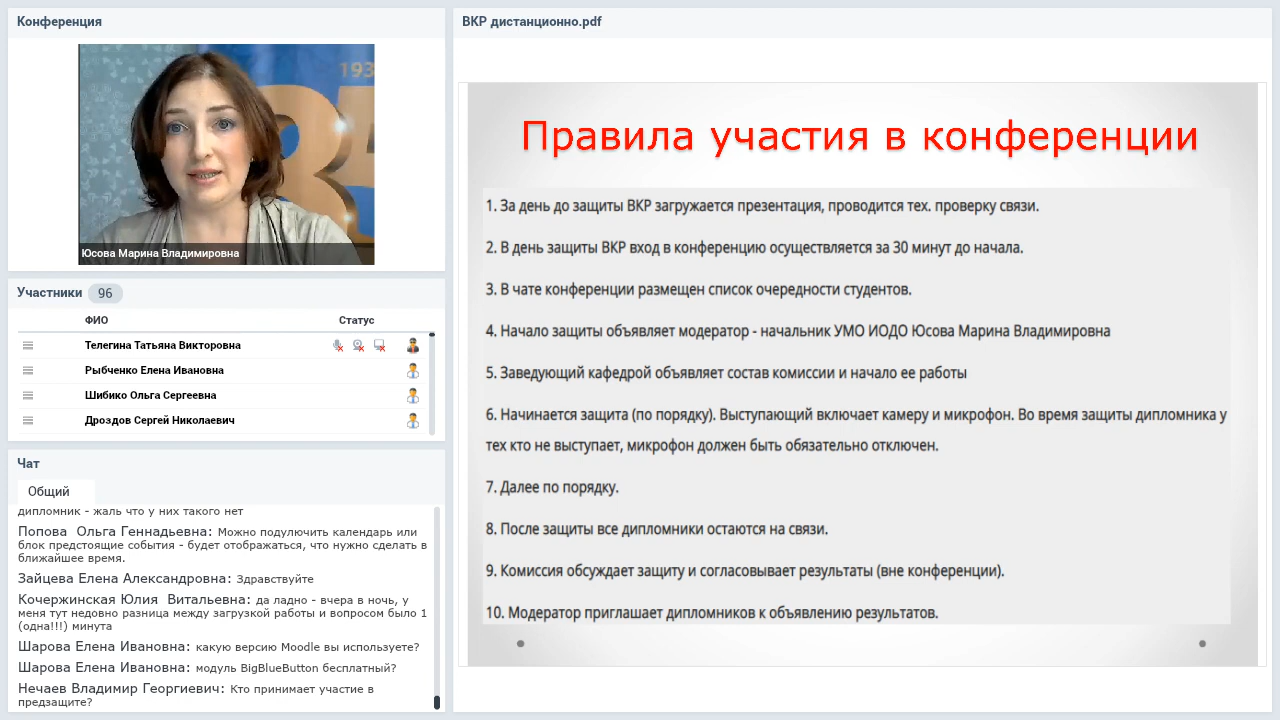 Конференция
193
Юсова Марина Владимировна
Участники 96
ФИО Статус
Телегина Татьяна Викторовна
Рыбченко Елена Ивановна
Шибико Ольга Сергеевна
Дроздов Сергей Николаевич
Чат
Общий
дипломник - жаль что у них такого нет
Попова Ольга Геннадьевна: Можно подулючить календарь или
блок предстоящие события - будет отображаться, что нужно сделать в
ближайшее время.
Зайцева Елена Александровна: Здравствуйте
Кочержинская Юлия Витальевна: да ладно - вчера в ночь, у
меня тут недовно разница между загрузкой работы и вопросом было 1
(одна!!!) минута
Шарова Елена Ивановна: какую версию Moodle вы используете?
Шарова Елена Ивановна: модуль BigBlueButton бесплатный?
Нечаев Владимир Георгиевич: Кто принимает участие в
предзащите?
ВКР дистанционно.pdf
Правила участия в конференции
1. За день до защиты ВКР загружается презентация, проводится тех. проверку связи.
2. В день защиты ВКР вход в конференцию осуществляется за 30 минут до начала.
3. В чате конференции размещен список очередности студентов.
4. Начало защиты объявляет модератор - начальник УМО ИОДО Юсова Марина Владимировна
5. Заведующий кафедрой объявляет состав комиссии и начало ее работы
6. Начинается защита (по порядку). Выступающий включает камеру и микрофон. Во время защиты дипломника у
тех кто не выступает, микрофон должен быть обязательно отключен.
7. Далее по порядку.
8. После защиты все дипломники остаются на связи.
9. Комиссия обсуждает защиту и согласовывает результаты (вне конференции).
10. Модератор приглашает дипломников к объявлению результатов.